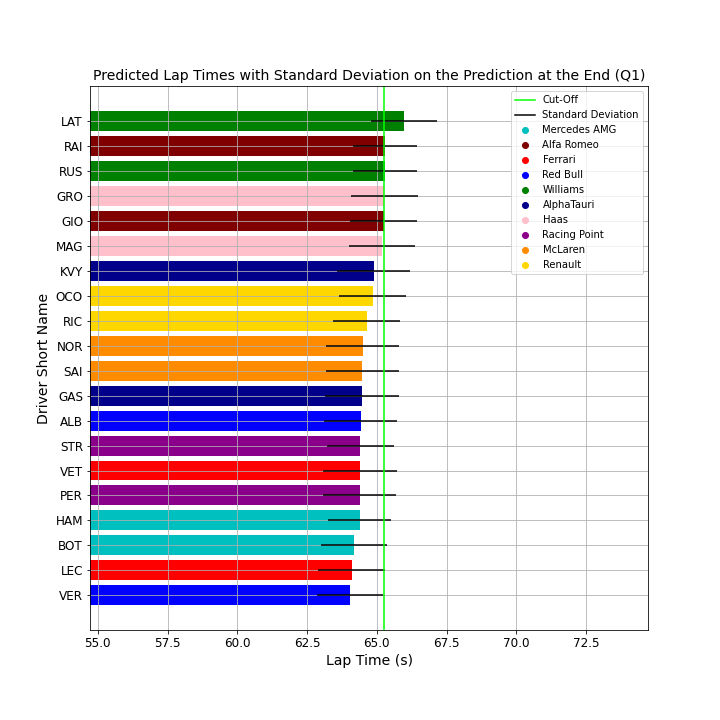 Predicted Lap Times with Standard Deviation on the Prediction at the End (Q1)
Cut-Off
Standard Deviation
Mercedes AMG
Alfa Romeo
Ferrari
Red Bull
Williams
AlphaTauri
Haas
Racing Point
McLaren
Renault
Driver Short Name
LAT
RAI
RUS
GRO
GIO
MAG
KVY
OCO
RIC
NOR
SAI
GAS
ALB
STR
VET
PER
HAM
BOT
LEC
VER
55.0 57.5 60.0 62.5 65.0 67.5 70.0 72.5
Lap Time (s)